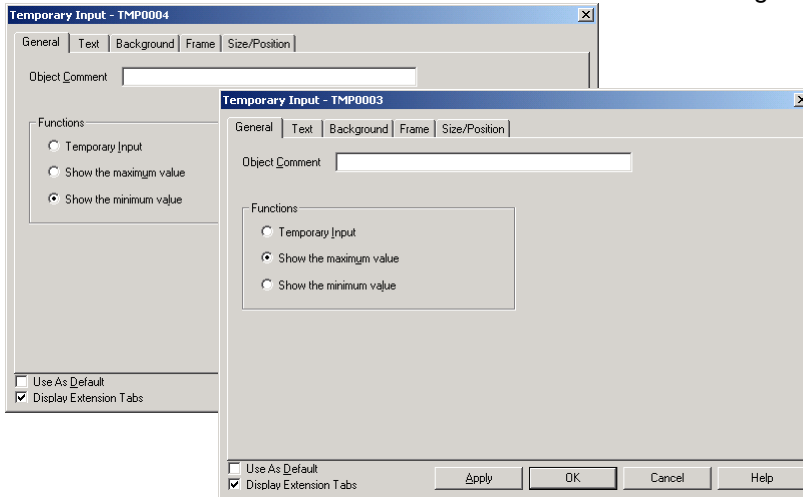 Temporary Input - TMP0004
General Text Background Frame Size/Position
Object Comment
Functions
Temporary Input
Show the maximum value
Show the minimum value
Use As Default
Display Extension Tabs
Temporary Input - TMP0003
General Text Background Frame Size/Position
Object Comment
Functions
Temporary Input
Show the maximum value
Show the minimum value
Use As Default
Display Extension Tabs
Apply OK Cancel Help